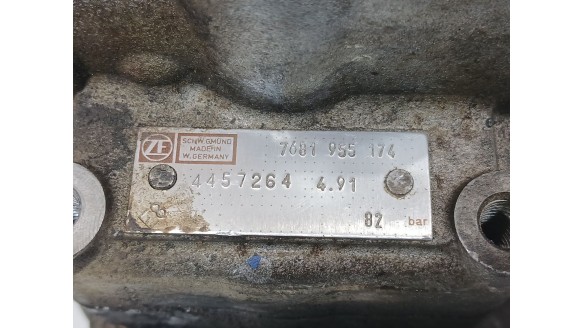 ZF
SCHW.GMÜND
MADE IN
W.GERMANY
7681 955 174
4457264 4.91
82 bar